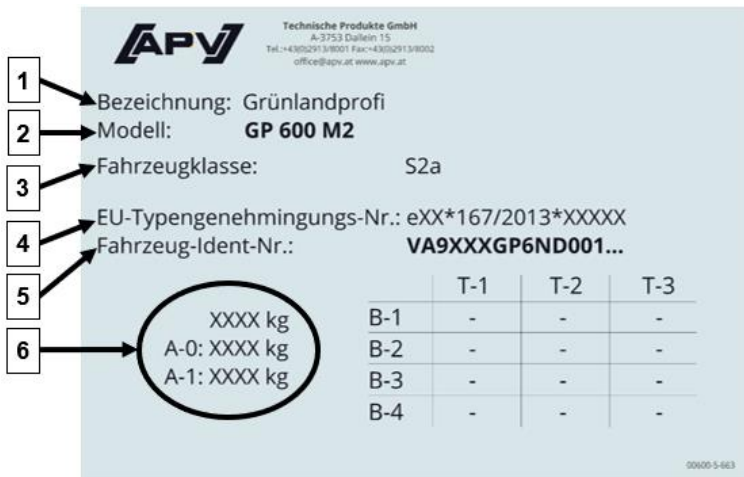 APV
Technische Produkte GmbH
A-3753 Dallein 15
Tel.:+43(0)2913/8001 Fax:+43(0)2913/8002
office@apv.at www.apv.at
1
Bezeichnung: Grünlandprofi
2
Modell: GP 600 M2
3
Fahrzeugklasse: S2a
4
EU-Typengenehmingungs-Nr.: eXX*167/2013*XXXXX
5
Fahrzeug-Ident-Nr.: VA9XXXGP6ND001...
6
XXXX kg
A-0: XXXX kg
A-1: XXXX kg
T-1 T-2 T-3
B-1 - - -
B-2 - - -
B-3 - - -
B-4 - - -
00600-5-663